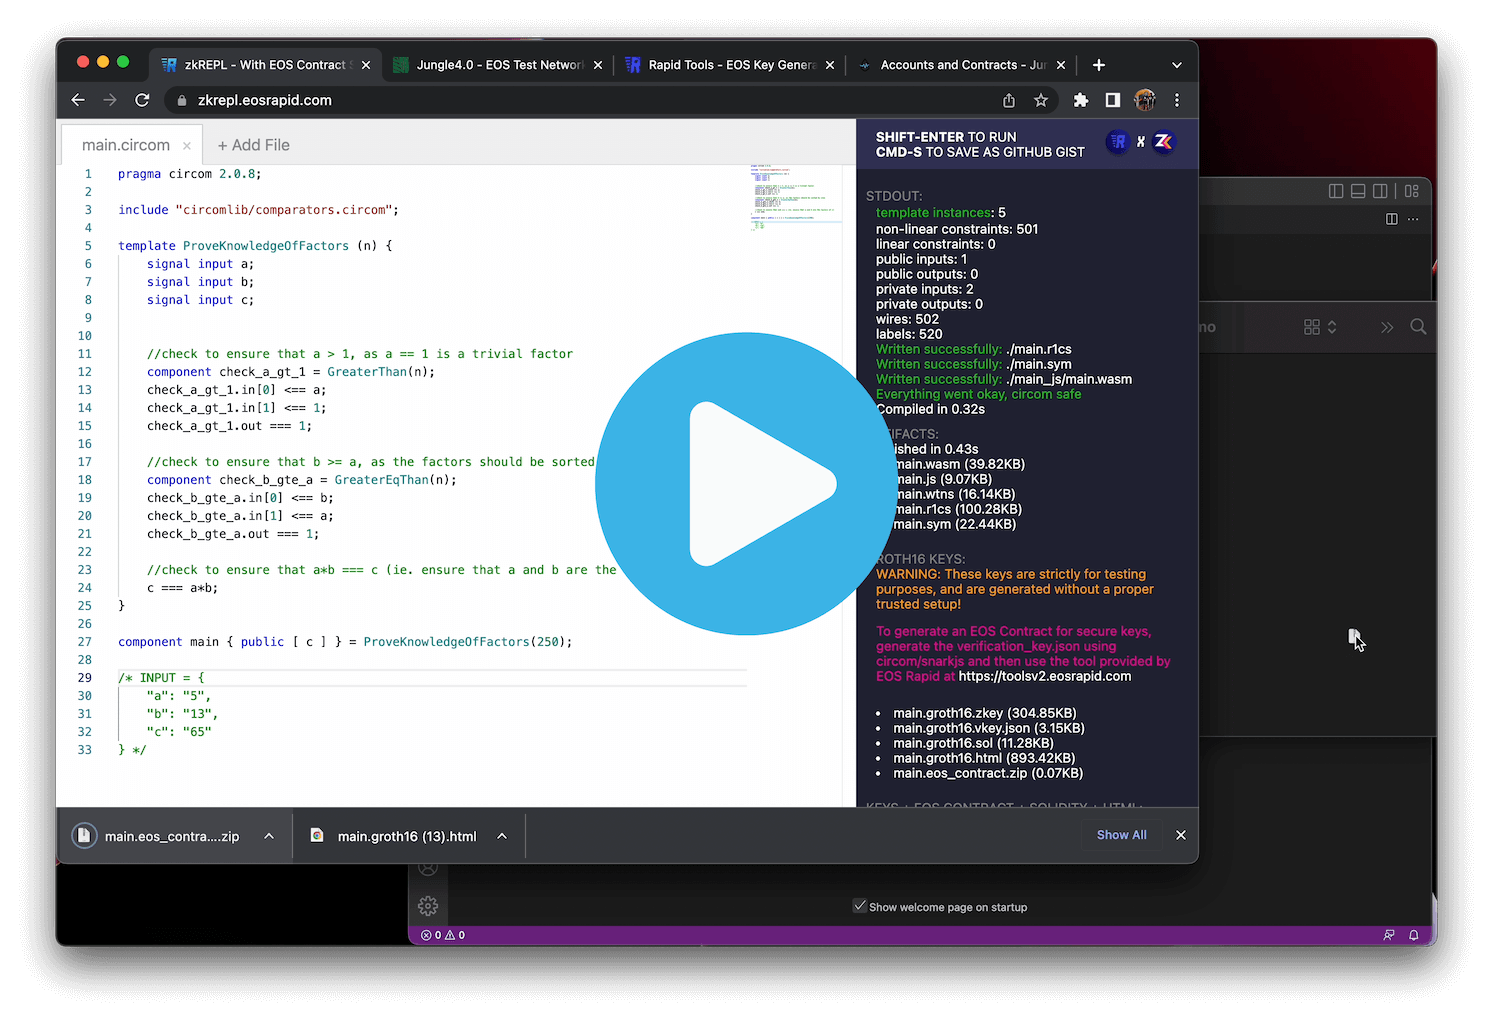 zkREPL - With EOS Contract
Jungle4.0 - EOS Test Network
Rapid Tools - EOS Key Genera
Accounts and Contracts - Jun
zkrepl.eosrapid.com
main.circom
+ Add File
SHIFT-ENTER TO RUN
CMD-S TO SAVE AS GITHUB GIST
1 pragma circom 2.0.8;
2
3 include "circomlib/comparators.circom";
4
5 template ProveKnowledgeOfFactors (n) {
6 signal input a;
7 signal input b;
8 signal input c;
9
10
11 //check to ensure that a > 1, as a == 1 is a trivial factor
12 component check_a_gt_1 = GreaterThan(n);
13 check_a_gt_1.in[0] <== a;
14 check_a_gt_1.in[1] <== 1;
15 check_a_gt_1.out === 1;
16
17 //check to ensure that b >= a, as the factors should be sorted
18 component check_b_gte_a = GreaterEqThan(n);
19 check_b_gte_a.in[0] <== b;
20 check_b_gte_a.in[1] <== a;
21 check_b_gte_a.out === 1;
22
23 //check to ensure that a*b === c (ie. ensure that a and b are the
24 c === a*b;
25 }
26
27 component main { public [ c ] } = ProveKnowledgeOfFactors(250);
28
29 /* INPUT = {
30 "a": "5",
31 "b": "13",
32 "c": "65"
33 } */
STDOUT:
template instances: 5
non-linear constraints: 501
linear constraints: 0
public inputs: 1
public outputs: 0
private inputs: 2
private outputs: 0
wires: 502
labels: 520
Written successfully: ./main.r1cs
Written successfully: ./main.sym
Written successfully: ./main_js/main.wasm
Everything went okay, circom safe
Compiled in 0.32s
IFACTS:
ished in 0.43s
main.wasm (39.82KB)
main.js (9.07KB)
main.wtns (16.14KB)
main.r1cs (100.28KB)
main.sym (22.44KB)
ROTH16 KEYS:
WARNING: These keys are strictly for testing
purposes, and are generated without a proper
trusted setup!
To generate an EOS Contract for secure keys,
generate the verification_key.json using
circom/snarkjs and then use the tool provided by
EOS Rapid at https://toolsv2.eosrapid.com
• main.groth16.zkey (304.85KB)
• main.groth16.vkey.json (3.15KB)
• main.groth16.sol (11.28KB)
• main.groth16.html (893.42KB)
• main.eos_contract.zip (0.07KB)
KEYS + EOS CONTRACT + SOLIDITY + HTML:
mo
main.eos_contra....zip
main.groth16 (13).html
Show All
Show welcome page on startup
0 0